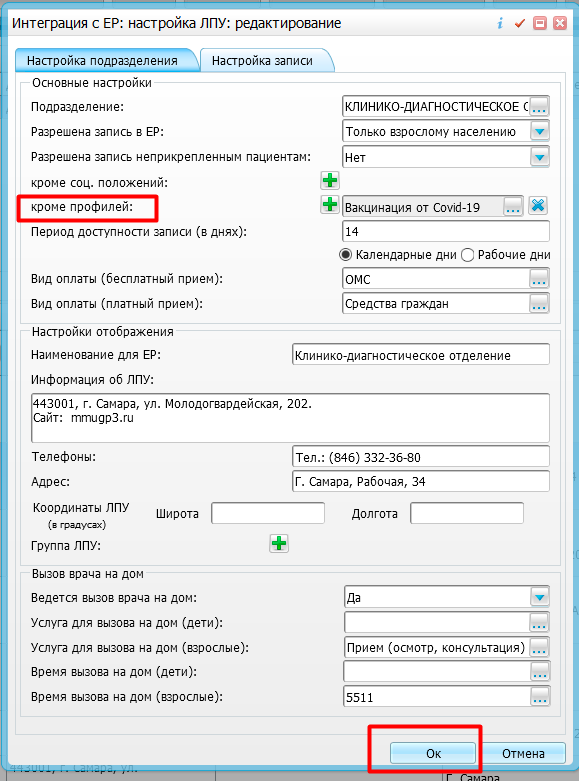 Интеграция с ЕР: настройка ЛПУ: редактирование
Настройка подразделения
Настройка записи
Основные настройки
Подразделение: КЛИНИКО-ДИАГНОСТИЧЕСКОЕ О ...
Разрешена запись в ЕР: Только взрослому населению
Разрешена запись неприкрепленным пациентам: Нет
кроме соц. положений:
кроме профилей: Вакцинация от Covid-19 ...
Период доступности записи (в днях): 14
Календарные дни Рабочие дни
Вид оплаты (бесплатный прием): ОМС ...
Вид оплаты (платный прием): Средства граждан ...
Настройки отображения
Наименование для ЕР: Клинико-диагностическое отделение
Информация об ЛПУ:
443001, г. Самара, ул. Молодогвардейская, 202.
Сайт: mmugp3.ru
Телефоны: Тел.: (846) 332-36-80
Адрес: Г. Самара, Рабочая, 34
Координаты ЛПУ Широта Долгота
(в градусах)
Группа ЛПУ:
Вызов врача на дом
Ведется вызов врача на дом: Да
Услуга для вызова на дом (дети): ...
Услуга для вызова на дом (взрослые): Прием (осмотр, консультация) ...
Время вызова на дом (дети): ...
Время вызова на дом (взрослые): 5511 ...
Ок Отмена
443001, г. Самара, ул.
Г. Самара,